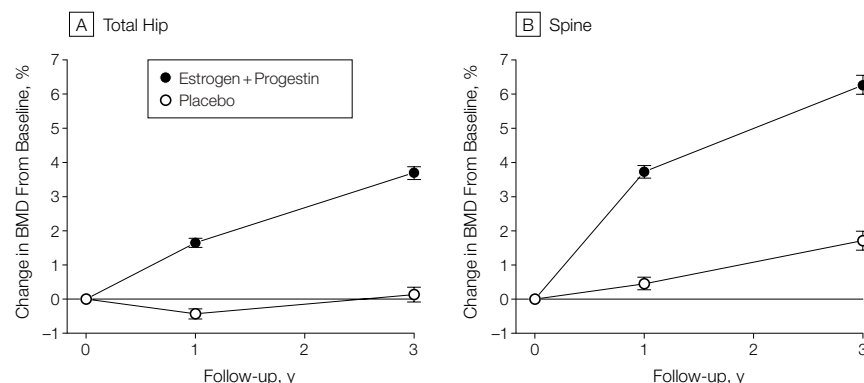 A Total Hip
7
6
5
4
3
2
1
0
−1
Change in BMD From Baseline, %
Estrogen + Progestin
Placebo
0 1 2 3
Follow-up, y
B Spine
7
6
5
4
3
2
1
0
−1
Change in BMD From Baseline, %
0 1 2 3
Follow-up, y